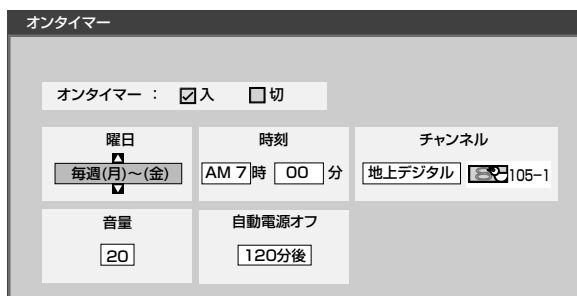 オンタイマー
オンタイマー : 入 切
曜日
毎週(月)～(金)
時刻
AM 7 時 00 分
チャンネル
地上デジタル 105-1
音量
20
自動電源オフ
120分後